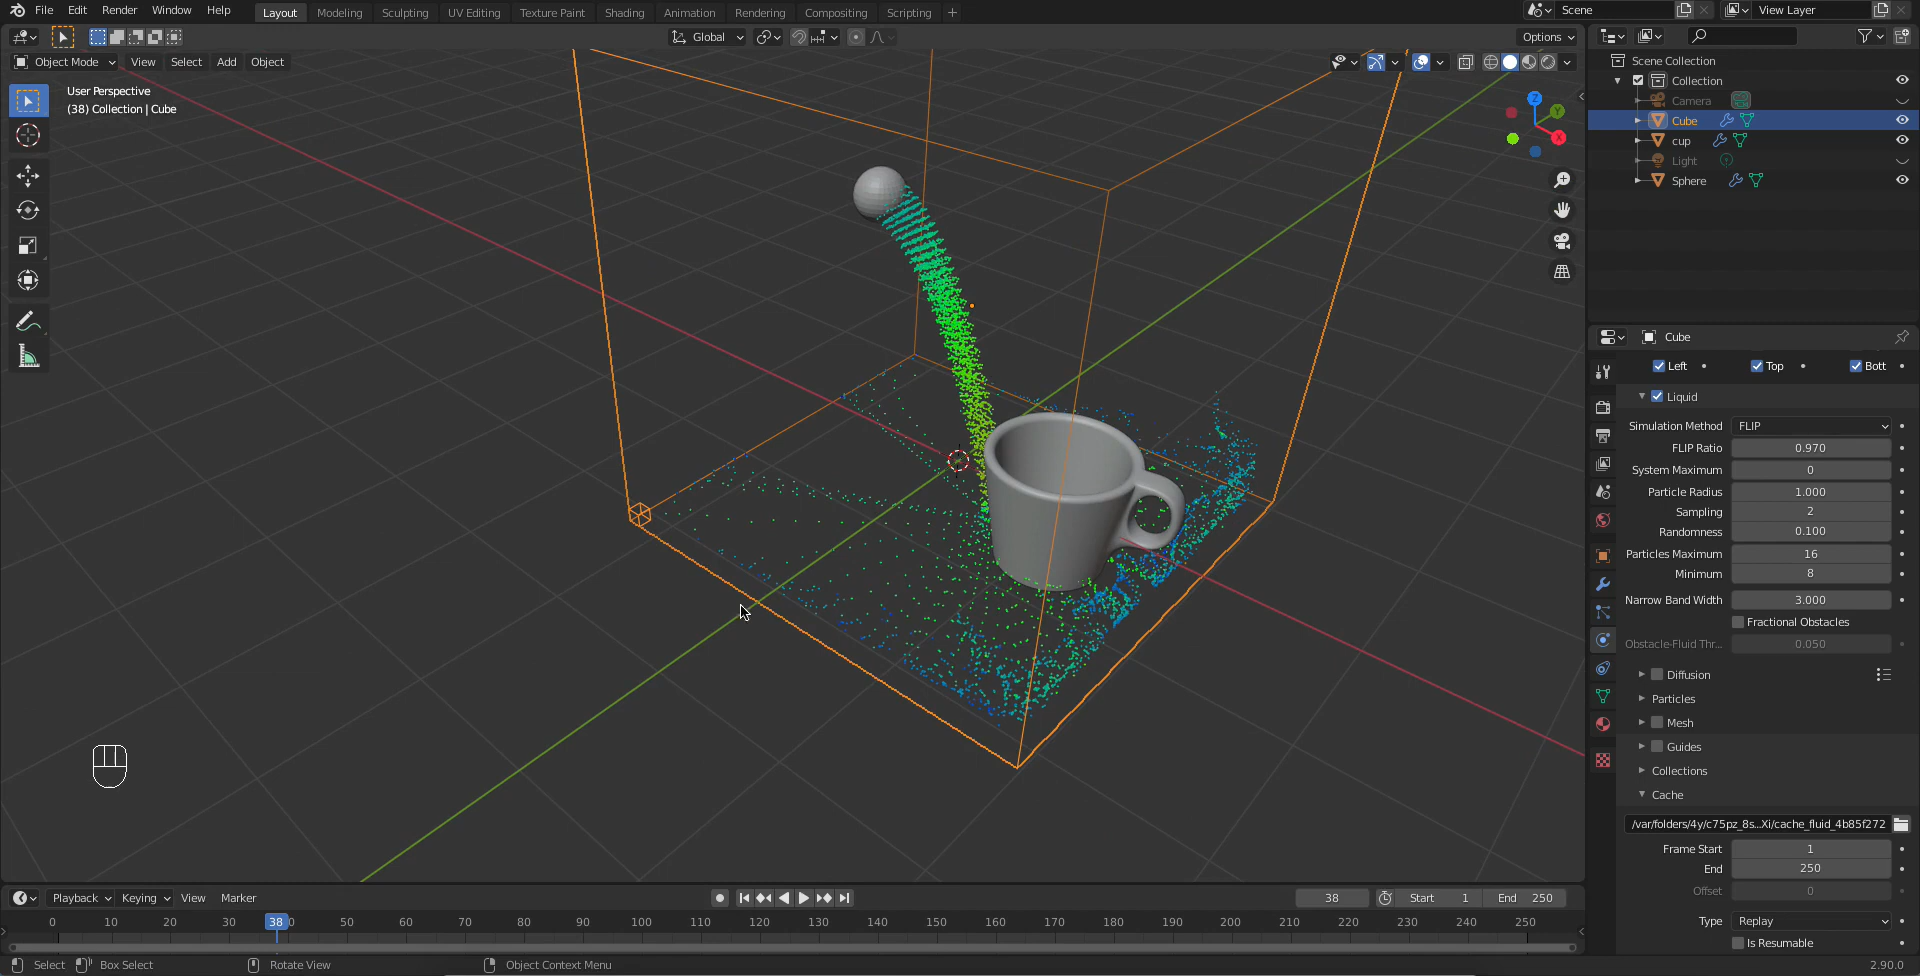 File Edit Render Window Help
Layout Modeling Sculpting UV Editing Texture Paint Shading Animation Rendering Compositing Scripting +
Scene
View Layer
Global
Options
Object Mode View Select Add Object
User Perspective
(38) Collection | Cube
Z
Y
X
Scene Collection
Collection
Camera
Cube
cup
Light
Sphere
Cube
Left
Top
Bott
Liquid
Simulation Method FLIP
FLIP Ratio 0.970
System Maximum 0
Particle Radius 1.000
Sampling 2
Randomness 0.100
Particles Maximum 16
Minimum 8
Narrow Band Width 3.000
Fractional Obstacles
Obstacle-Fluid Thr... 0.050
Diffusion
Particles
Mesh
Guides
Collections
Cache
/var/folders/4y/c75pz_8s...Xi/cache_fluid_4b85f272
Frame Start 1
End 250
Offset 0
Type Replay
Is Resumable
Playback Keying View Marker
38
Start 1
End 250
0 10 20 30 38 0 50 60 70 80 90 100 110 120 130 140 150 160 170 180 190 200 210 220 230 240 250
Select Box Select Rotate View Object Context Menu
2.90.0